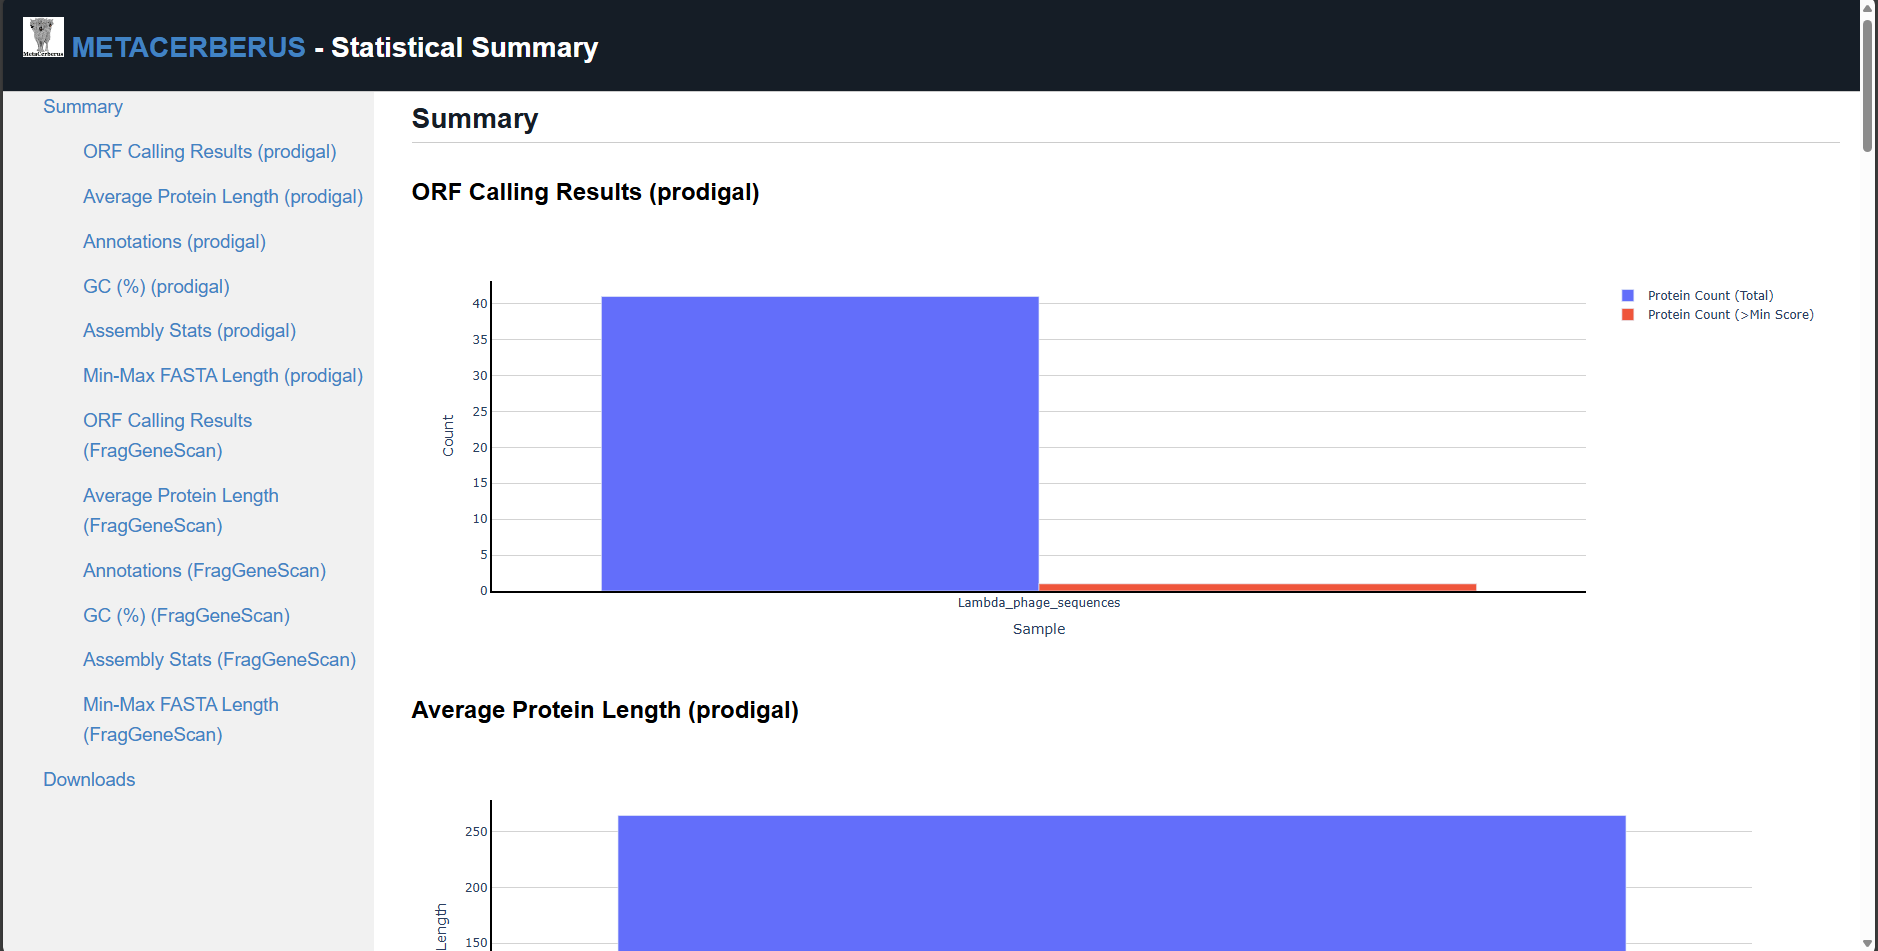 MetaCerberus
METACERBERUS - Statistical Summary
Summary
ORF Calling Results (prodigal)
Average Protein Length (prodigal)
Annotations (prodigal)
GC (%) (prodigal)
Assembly Stats (prodigal)
Min-Max FASTA Length (prodigal)
ORF Calling Results
(FragGeneScan)
Average Protein Length
(FragGeneScan)
Annotations (FragGeneScan)
GC (%) (FragGeneScan)
Assembly Stats (FragGeneScan)
Min-Max FASTA Length
(FragGeneScan)
Downloads
Summary
ORF Calling Results (prodigal)
40
35
30
25
20
15
10
5
0
Count
Lambda_phage_sequences
Sample
Protein Count (Total)
Protein Count (>Min Score)
Average Protein Length (prodigal)
250
200
150
Length